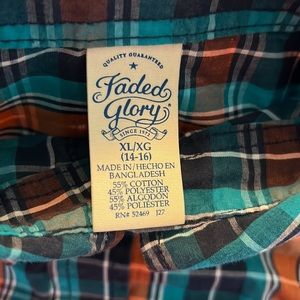 QUALITY GUARANTEED
Faded
Glory
SINCE 1972
XL/XG
(14-16)
MADE IN / HECHO EN
BANGLADESH
55% COTTON
45% POLYESTER
55% ALGODON
45% POLIESTER
RN# 52469 J27